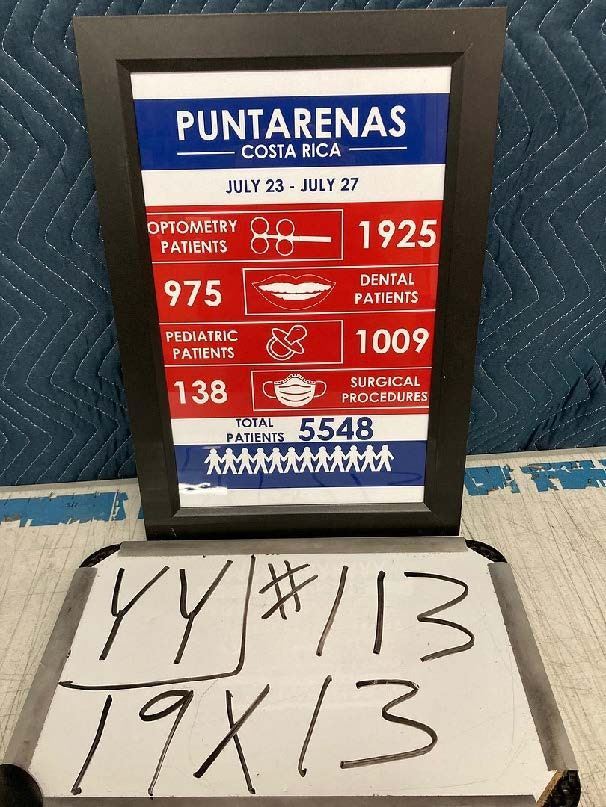 PUNTARENAS
COSTA RICA
JULY 23 - JULY 27
OPTOMETRY
PATIENTS
1925
975
DENTAL
PATIENTS
PEDIATRIC
PATIENTS
1009
138
SURGICAL
PROCEDURES
TOTAL
PATIENTS 5548
YY #113
19X13